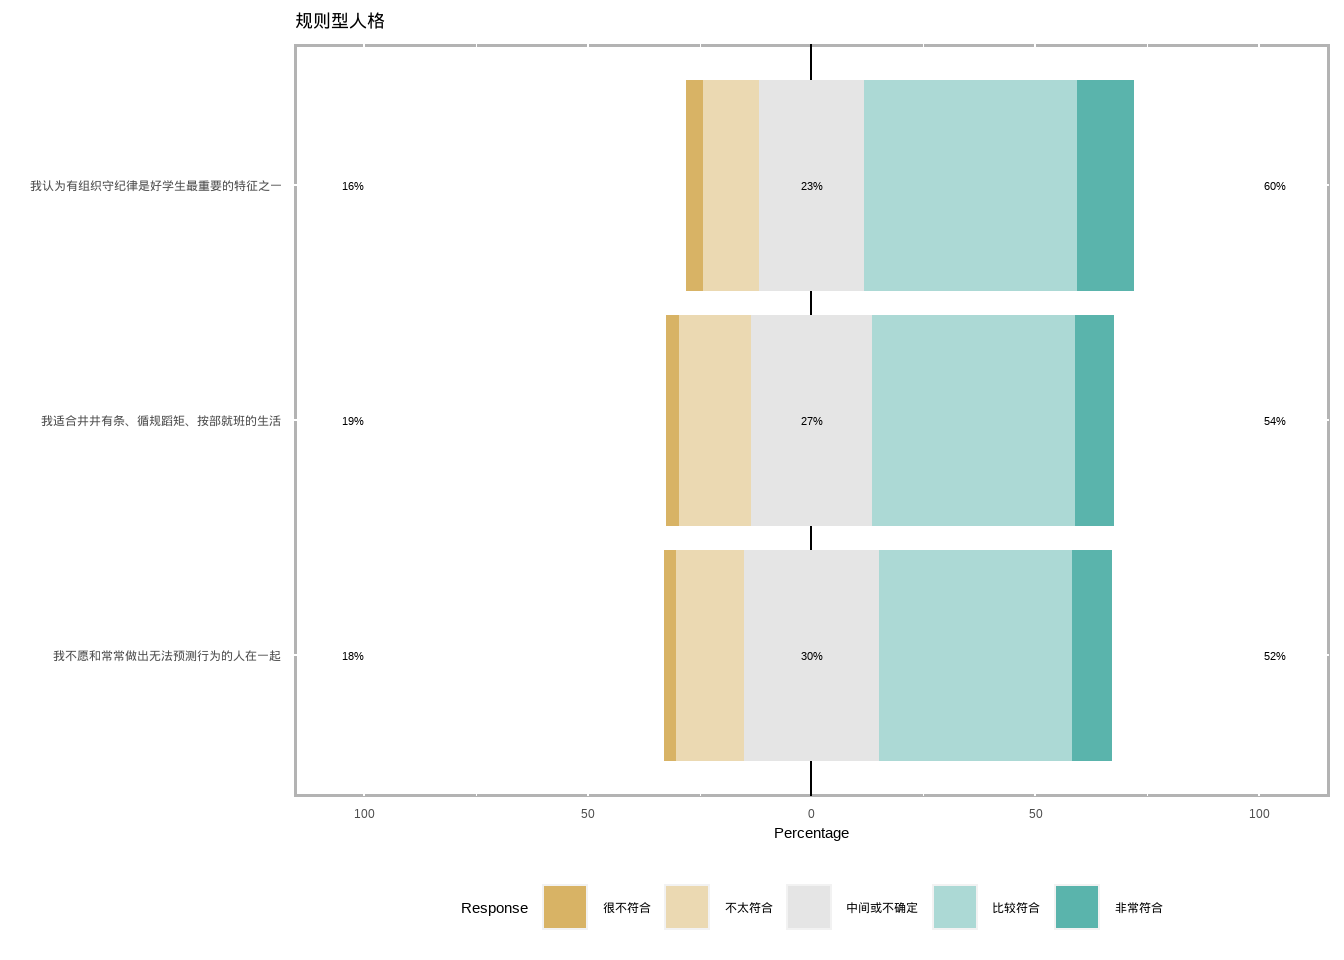 规则型人格
我认为有组织守纪律是好学生最重要的特征之一
16%
23%
60%
我适合井井有条、循规蹈矩、按部就班的生活
19%
27%
54%
我不愿和常常做出无法预测行为的人在一起
18%
30%
52%
100
50
0
50
100
Percentage
Response
很不符合
不太符合
中间或不确定
比较符合
非常符合